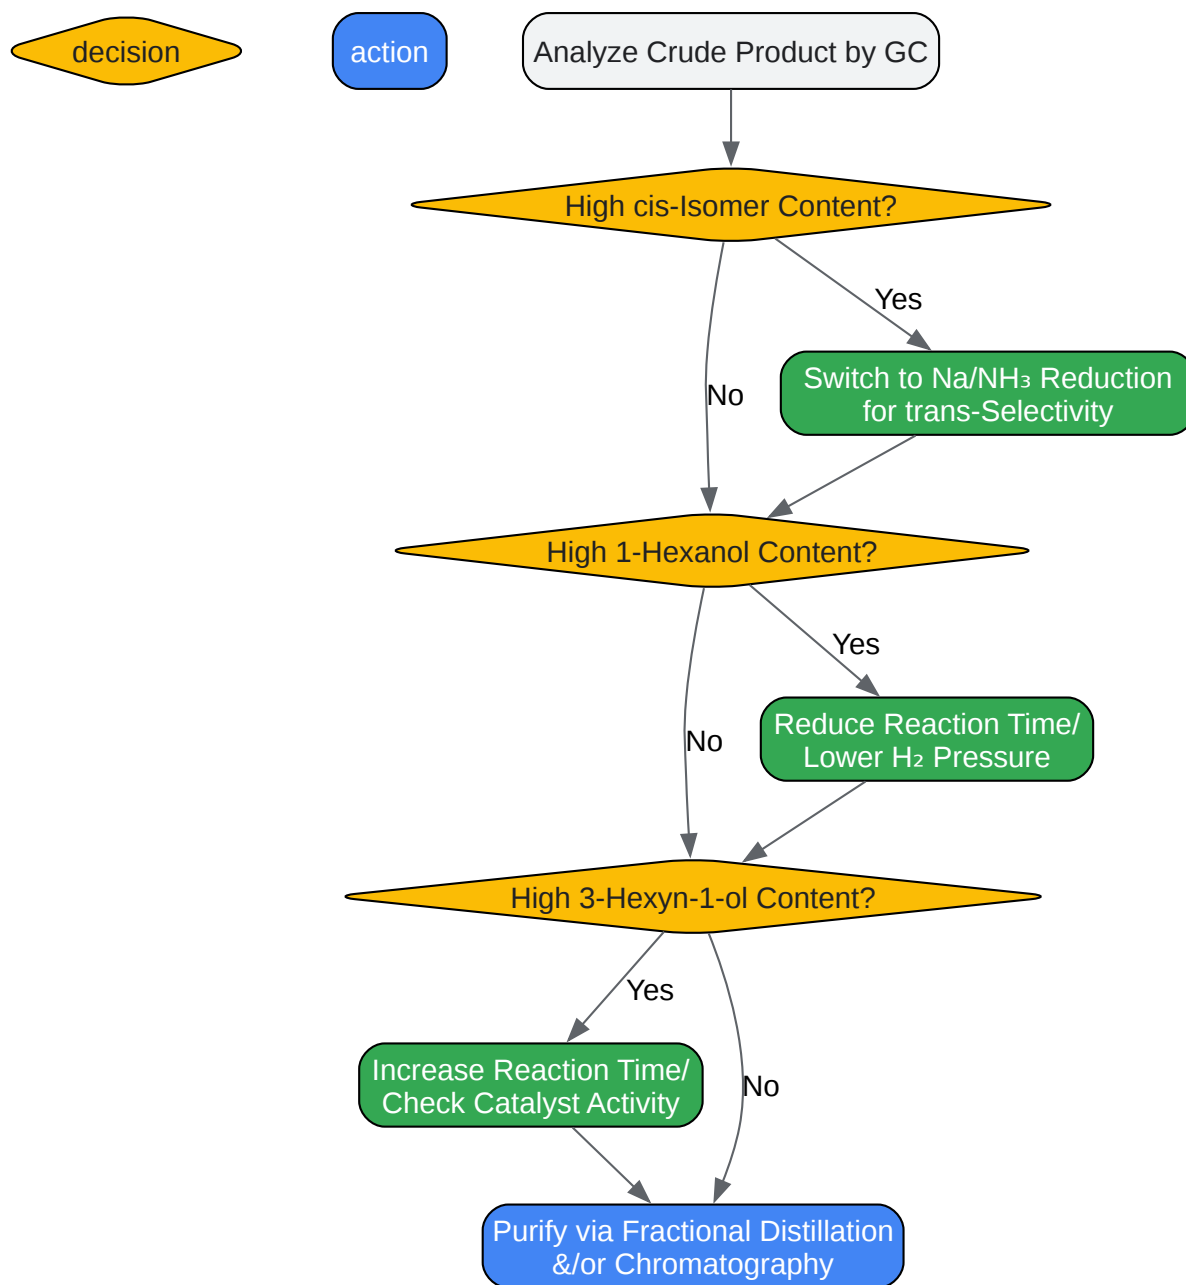 decision
action
Analyze Crude Product by GC
High cis-Isomer Content?
Yes
Switch to Na/NH₃ Reduction
for trans-Selectivity
No
High 1-Hexanol Content?
Yes
Reduce Reaction Time/
Lower H₂ Pressure
No
High 3-Hexyn-1-ol Content?
Yes
Increase Reaction Time/
Check Catalyst Activity
No
Purify via Fractional Distillation
&/or Chromatography